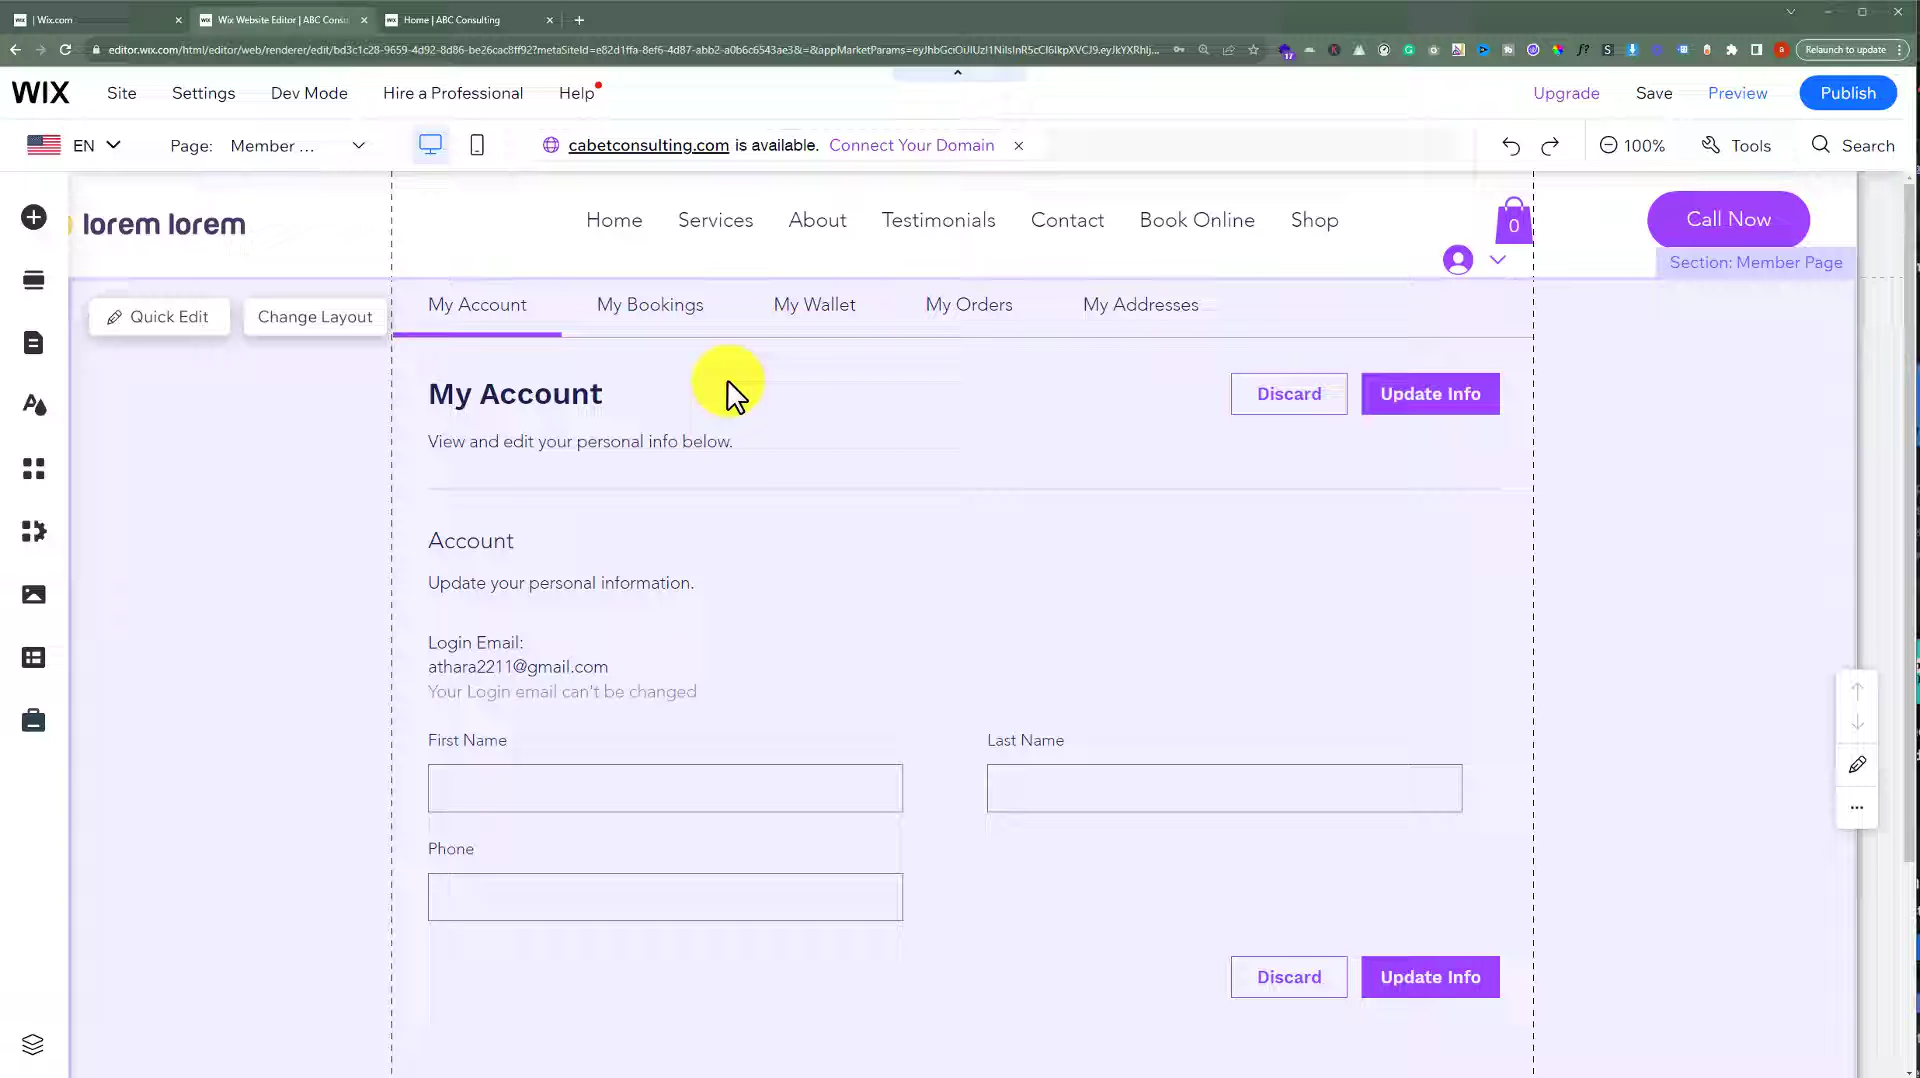 | Wix.com
Wix Website Editor | ABC Consu
Home | ABC Consulting
Relaunch to update
WIX
Site
Settings
Dev Mode
Hire a Professional
Help
Upgrade
Save
Preview
Publish
EN
Page: Member ...
cabetconsulting.com is available. Connect Your Domain
100%
Tools
Search
lorem lorem
Home
Services
About
Testimonials
Contact
Book Online
Shop
0
Call Now
Section: Member Page
Quick Edit
Change Layout
My Account
My Bookings
My Wallet
My Orders
My Addresses
My Account
Discard
Update Info
View and edit your personal info below.
Account
Update your personal information.
Login Email:
athara2211@gmail.com
Your Login email can't be changed
First Name
Last Name
Phone
Discard
Update Info